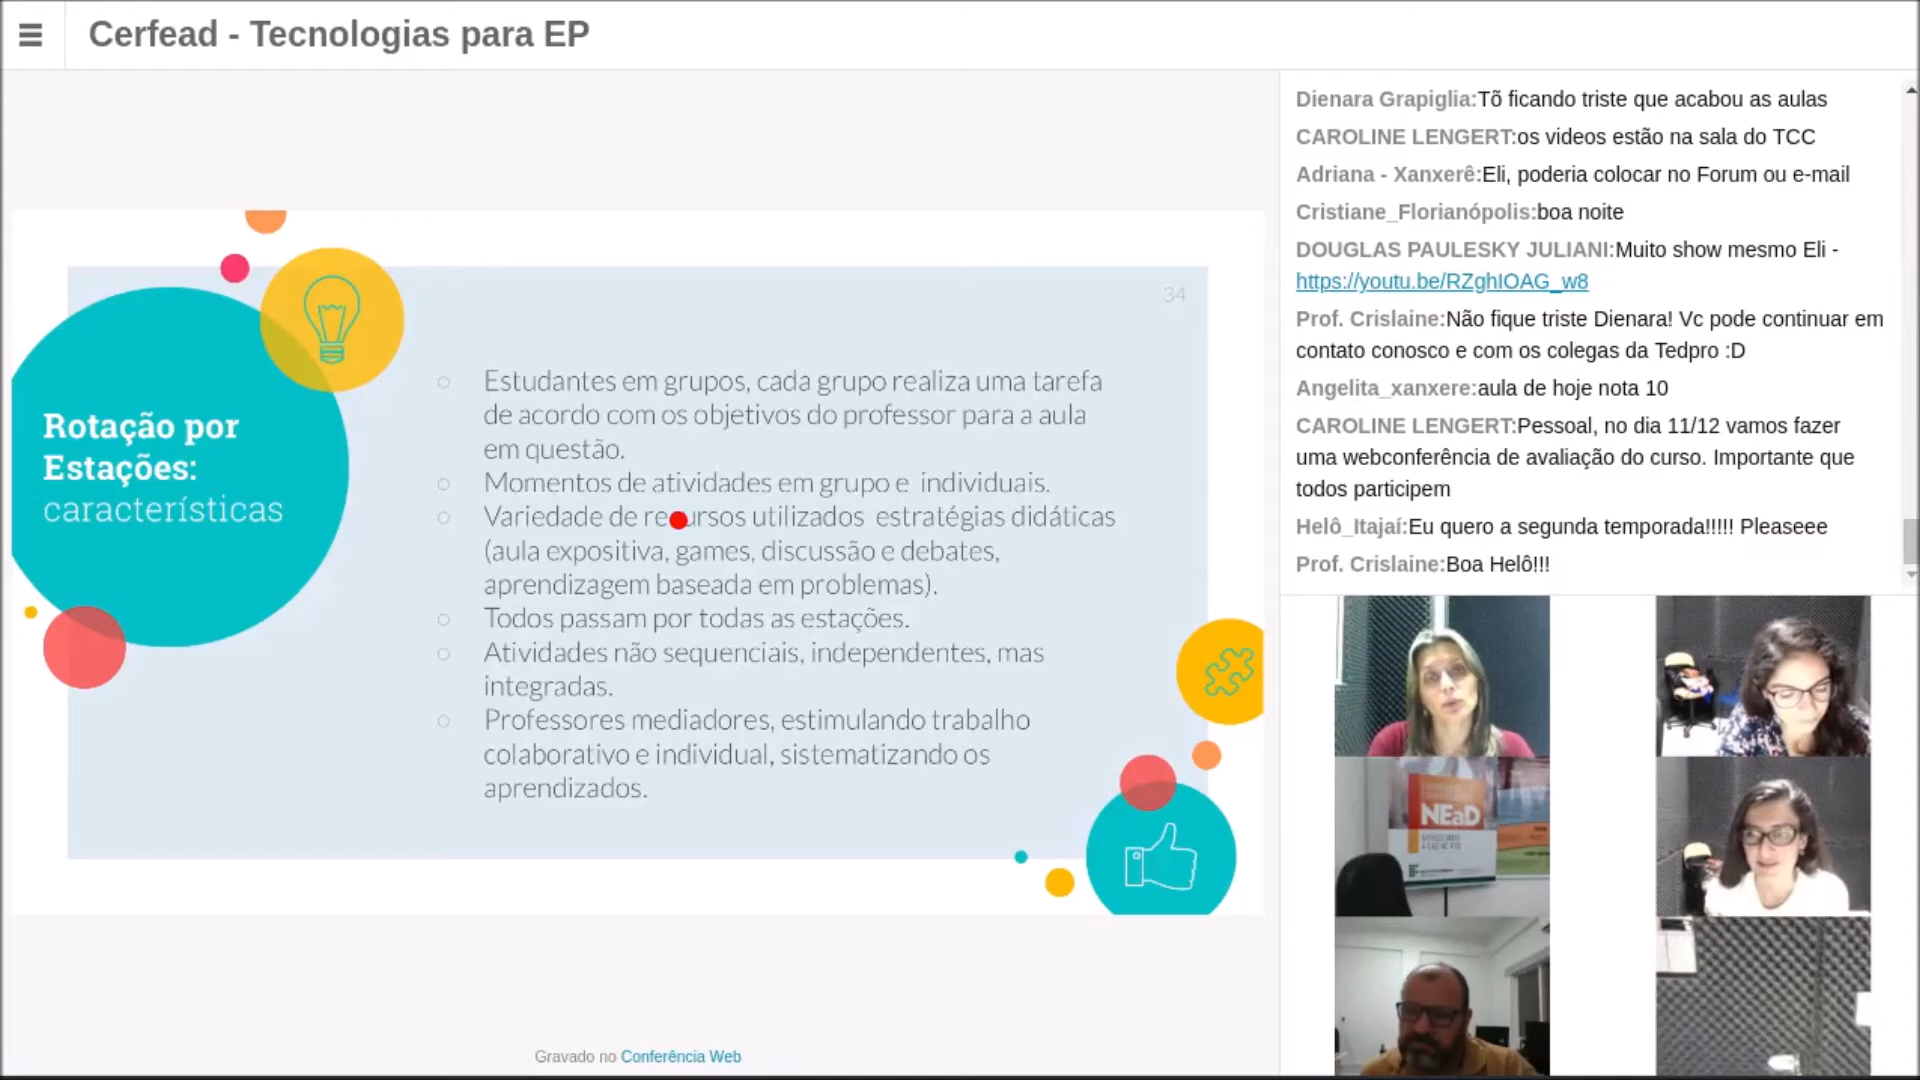 Cerfead - Tecnologias para EP
34
Rotação por
Estações:
características
Estudantes em grupos, cada grupo realiza uma tarefa
de acordo com os objetivos do professor para a aula
em questão.
Momentos de atividades em grupo e individuais.
Variedade de recursos utilizados estratégias didáticas
(aula expositiva, games, discussão e debates,
aprendizagem baseada em problemas).
Todos passam por todas as estações.
Atividades não sequenciais, independentes, mas
integradas.
Professores mediadores, estimulando trabalho
colaborativo e individual, sistematizando os
aprendizados.
Gravado no Conferência Web
Dienara Grapiglia:Tõ ficando triste que acabou as aulas
CAROLINE LENGERT:os videos estão na sala do TCC
Adriana - Xanxerê:Eli, poderia colocar no Forum ou e-mail
Cristiane_Florianópolis:boa noite
DOUGLAS PAULESKY JULIANI:Muito show mesmo Eli -
https://youtu.be/RZghIOAG_w8
Prof. Crislaine:Não fique triste Dienara! Vc pode continuar em
contato conosco e com os colegas da Tedpro :D
Angelita_xanxere:aula de hoje nota 10
CAROLINE LENGERT:Pessoal, no dia 11/12 vamos fazer
uma webconferência de avaliação do curso. Importante que
todos participem
Helô_Itajaí:Eu quero a segunda temporada!!!!! Pleaseee
Prof. Crislaine:Boa Helô!!!
NEaD